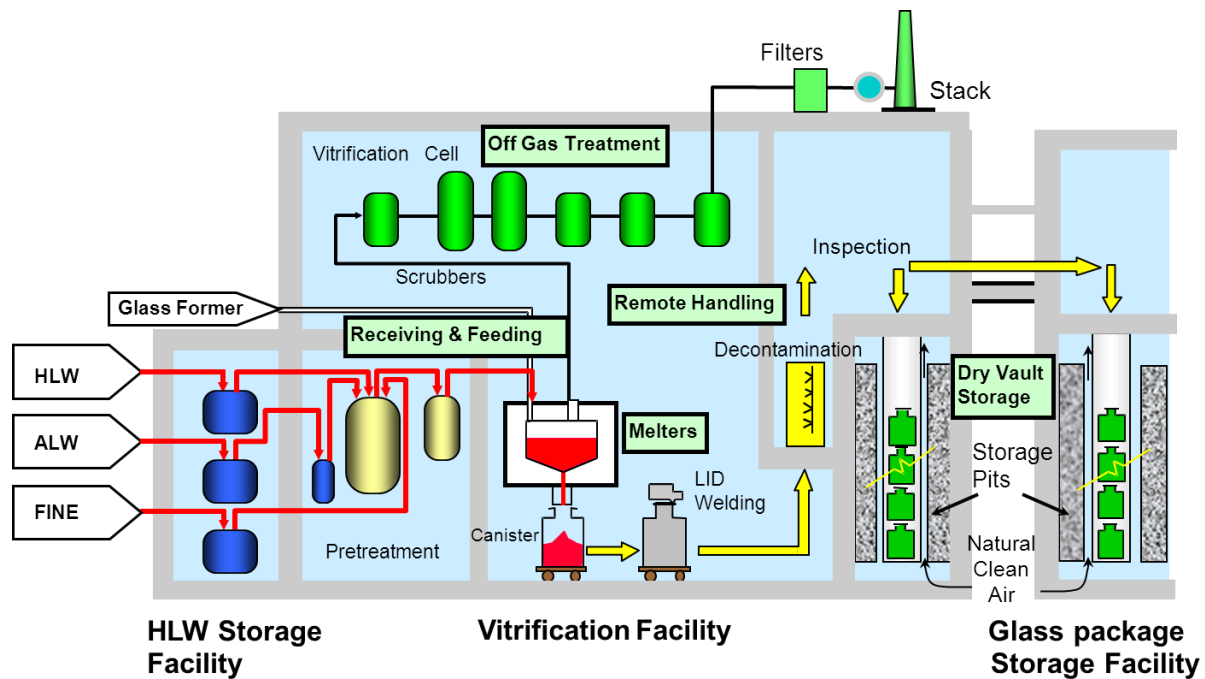 Filters
Stack
Off Gas Treatment
Vitrification Cell
Inspection
Scrubbers
Glass Former
Remote Handling
Receiving & Feeding
Decontamination
HLW
Dry Vault
Storage
ALW
Melters
Storage
Pits
LID
Welding
FINE
Canister
Pretreatment
Natural
Clean
Air
HLW Storage
Facility
Vitrification Facility
Glass package
Storage Facility